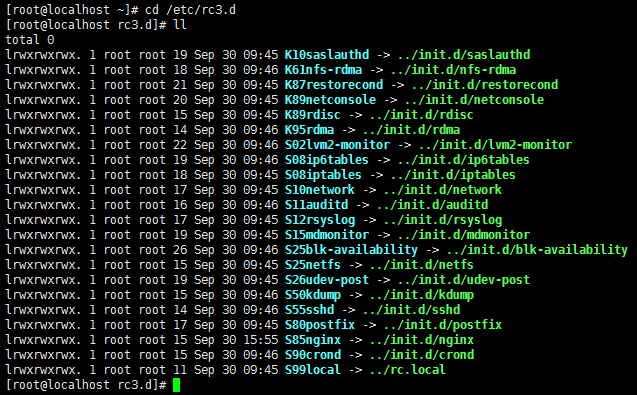 [root@localhost ~]# cd /etc/rc3.d
[root@localhost rc3.d]# ll
total 0
lrwxrwxrwx. 1 root root 19 Sep 30 09:45 K10saslauthd -> ../init.d/saslauthd
lrwxrwxrwx. 1 root root 18 Sep 30 09:46 K61nfs-rdma -> ../init.d/nfs-rdma
lrwxrwxrwx. 1 root root 21 Sep 30 09:45 K87restorecond -> ../init.d/restorecond
lrwxrwxrwx. 1 root root 20 Sep 30 09:45 K89netconsole -> ../init.d/netconsole
lrwxrwxrwx. 1 root root 15 Sep 30 09:45 K89rdisc -> ../init.d/rdisc
lrwxrwxrwx. 1 root root 14 Sep 30 09:46 K95rdma -> ../init.d/rdma
lrwxrwxrwx. 1 root root 22 Sep 30 09:46 S02lvm2-monitor -> ../init.d/lvm2-monitor
lrwxrwxrwx. 1 root root 19 Sep 30 09:45 S08ip6tables -> ../init.d/ip6tables
lrwxrwxrwx. 1 root root 18 Sep 30 09:45 S08iptables -> ../init.d/iptables
lrwxrwxrwx. 1 root root 17 Sep 30 09:45 S10network -> ../init.d/network
lrwxrwxrwx. 1 root root 16 Sep 30 09:46 S11auditd -> ../init.d/auditd
lrwxrwxrwx. 1 root root 17 Sep 30 09:45 S12rsyslog -> ../init.d/rsyslog
lrwxrwxrwx. 1 root root 19 Sep 30 09:46 S15mdmonitor -> ../init.d/mdmonitor
lrwxrwxrwx. 1 root root 26 Sep 30 09:46 S25blk-availability -> ../init.d/blk-availability
lrwxrwxrwx. 1 root root 15 Sep 30 09:45 S25netfs -> ../init.d/netfs
lrwxrwxrwx. 1 root root 19 Sep 30 09:45 S26udev-post -> ../init.d/udev-post
lrwxrwxrwx. 1 root root 15 Sep 30 09:46 S50kdump -> ../init.d/kdump
lrwxrwxrwx. 1 root root 14 Sep 30 09:46 S55sshd -> ../init.d/sshd
lrwxrwxrwx. 1 root root 17 Sep 30 09:45 S80postfix -> ../init.d/postfix
lrwxrwxrwx. 1 root root 15 Sep 30 15:55 S85nginx -> ../init.d/nginx
lrwxrwxrwx. 1 root root 15 Sep 30 09:46 S90crond -> ../init.d/crond
lrwxrwxrwx. 1 root root 11 Sep 30 09:45 S99local -> ../rc.local
[root@localhost rc3.d]#